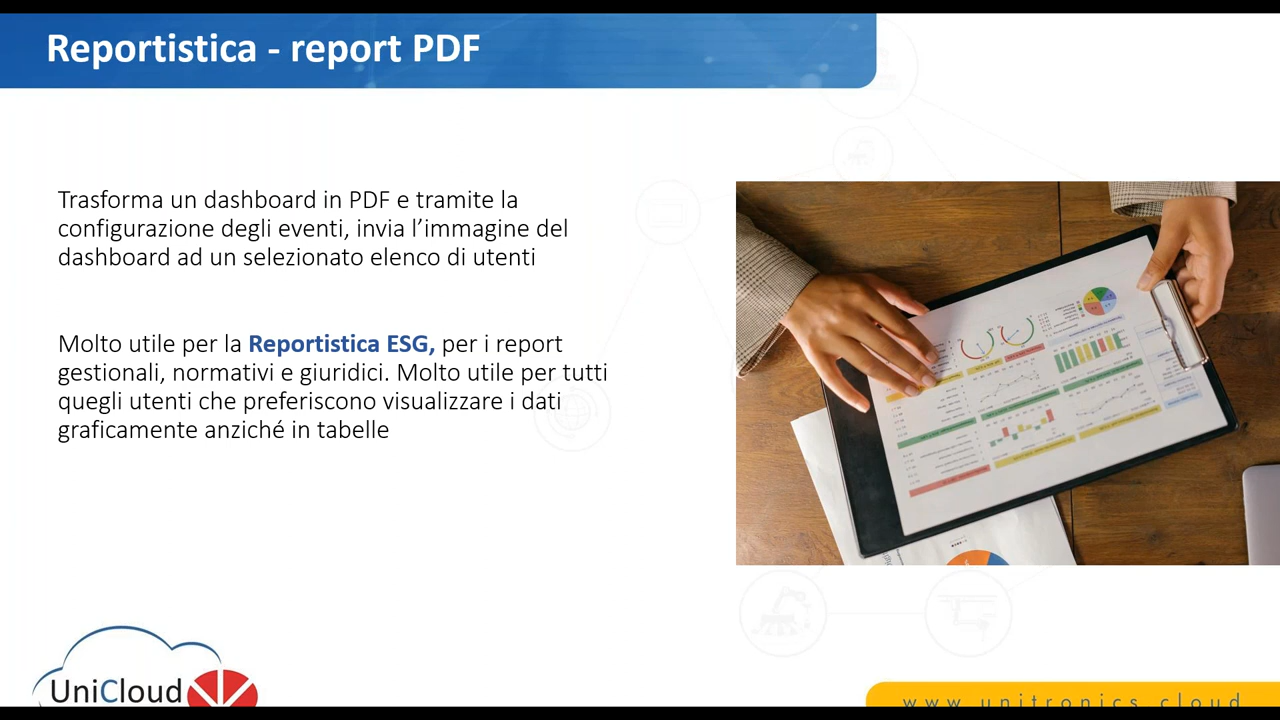 Reportistica - report PDF
Trasforma un dashboard in PDF e tramite la
configurazione degli eventi, invia l’immagine del
dashboard ad un selezionato elenco di utenti
Molto utile per la Reportistica ESG, per i report
gestionali, normativi e giuridici. Molto utile per tutti
quegli utenti che preferiscono visualizzare i dati
graficamente anziché in tabelle
UniCloud
www.unitronics.cloud